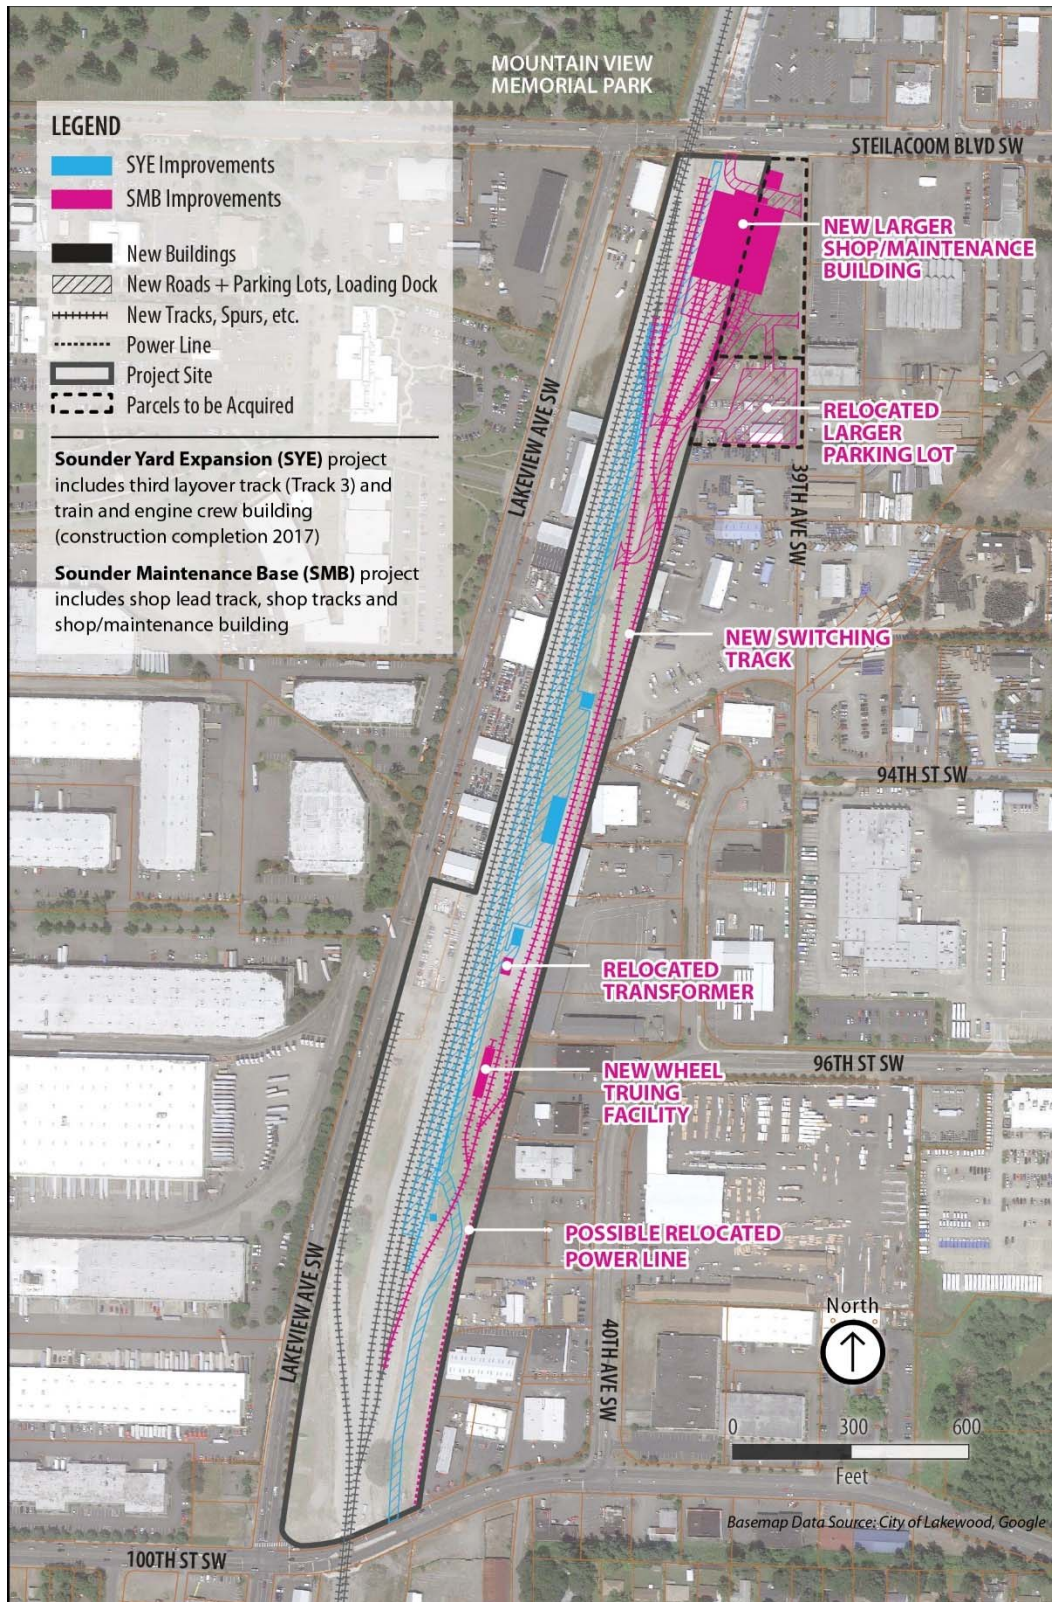 MOUNTAIN VIEW
MEMORIAL PARK
STEILACOOM BLVD SW
LEGEND
SYE Improvements
SMB Improvements
New Buildings
New Roads + Parking Lots, Loading Dock
New Tracks, Spurs, etc.
Power Line
Project Site
Parcels to be Acquired
Sounder Yard Expansion (SYE) project
includes third layover track (Track 3) and
train and engine crew building
(construction completion 2017)
Sounder Maintenance Base (SMB) project
includes shop lead track, shop tracks and
shop/maintenance building
NEW LARGER
SHOP/MAINTENANCE
BUILDING
LAKEVIEW AVE SW
RELOCATED
LARGER
PARKING LOT
39TH AVE SW
NEW SWITCHING
TRACK
94TH ST SW
RELOCATED
TRANSFORMER
96TH ST SW
NEW WHEEL
TRUING
FACILITY
POSSIBLE RELOCATED
POWER LINE
LAKEVIEW AVE SW
40TH AVE SW
North
0 300 600
Feet
Basemap Data Source: City of Lakewood, Google
100TH ST SW